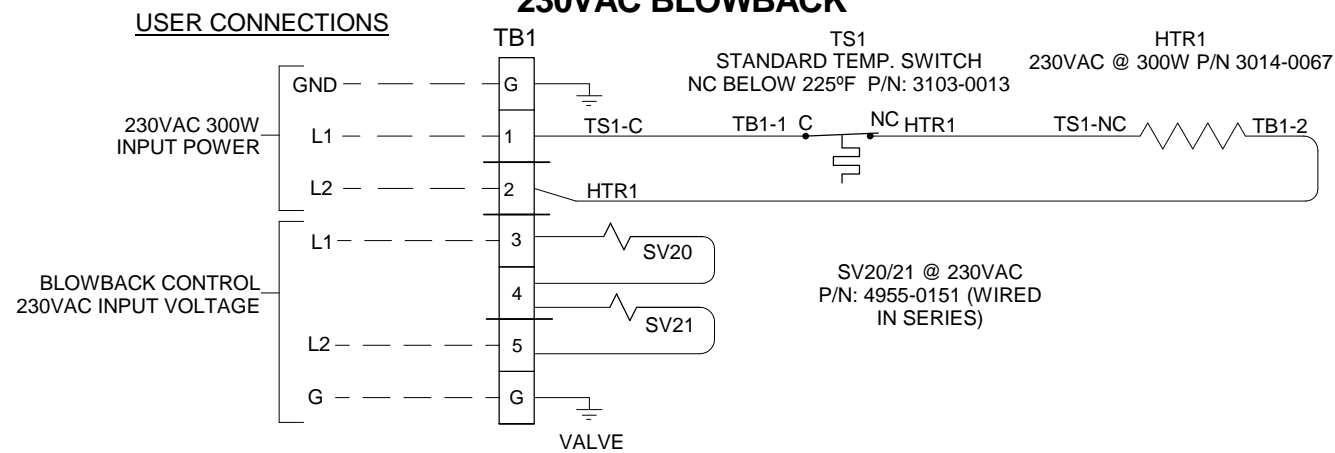 230VAC BLOWBACK
USER CONNECTIONS
TB1
TS1
STANDARD TEMP. SWITCH
NC BELOW 225ºF P/N: 3103-0013
HTR1
230VAC @ 300W P/N 3014-0067
GND
G
230VAC 300W
INPUT POWER
L1
1
TS1-C
TB1-1
C
NC
HTR1
TS1-NC
TB1-2
L2
2
HTR1
L1
3
SV20
BLOWBACK CONTROL
230VAC INPUT VOLTAGE
4
SV21
SV20/21 @ 230VAC
P/N: 4955-0151 (WIRED
IN SERIES)
L2
5
G
G
VALVE